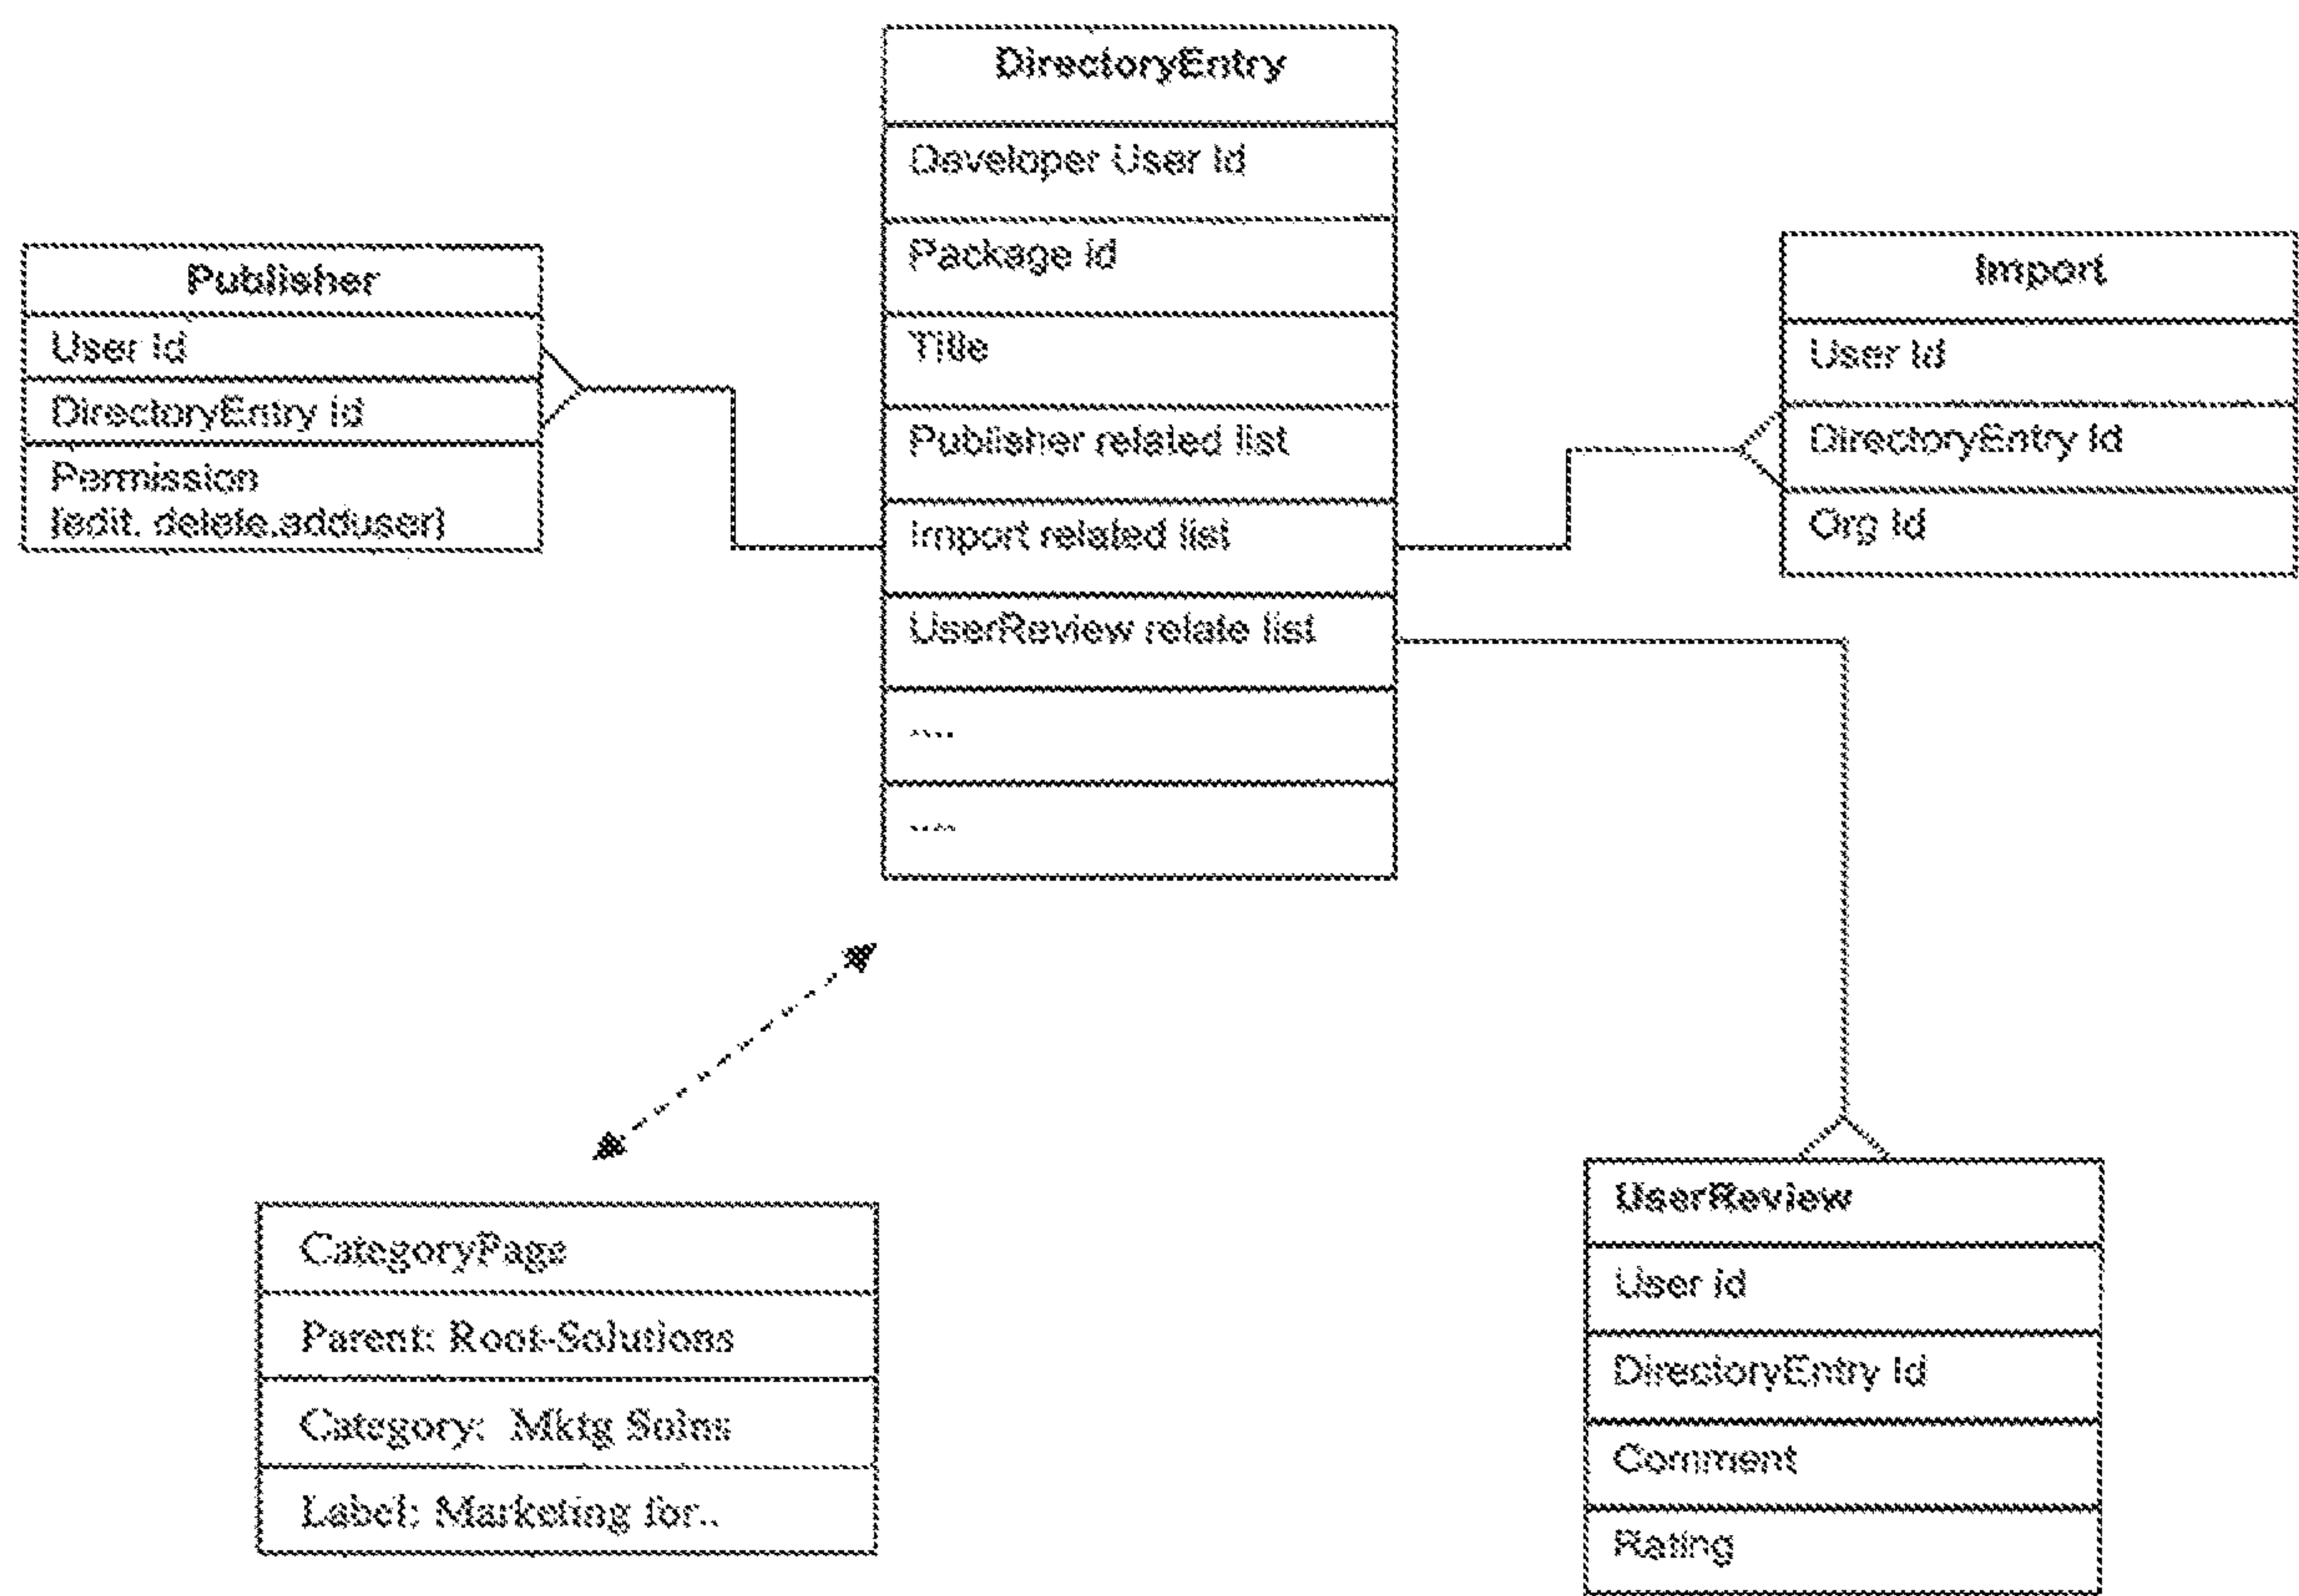 DirectoryEntry
Developer User Id
Package id
Title
Publisher related list
Import related list
UserReview relate list
....
....
Publisher
User Id
DirectoryEntry Id
Permission
{edit, delete,adduser}
Import
User Id
DirectoryEntry Id
Org Id
CategoryPage
Parent: Root-Solutions
Category: Mktg Solns
Label: Marketing for..
UserReview
User id
DirectoryEntry Id
Comment
Rating